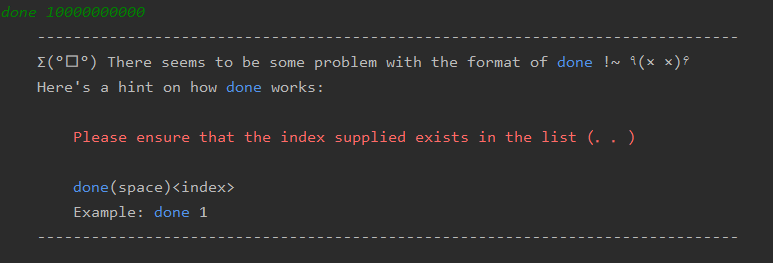 done 10000000000
--------------------------------------------------------------------------------
Σ(°□°) There seems to be some problem with the format of done !~ ٩(× ×)۶
Here's a hint on how done works:
Please ensure that the index supplied exists in the list (. . )
done(space)<index>
Example: done 1
--------------------------------------------------------------------------------